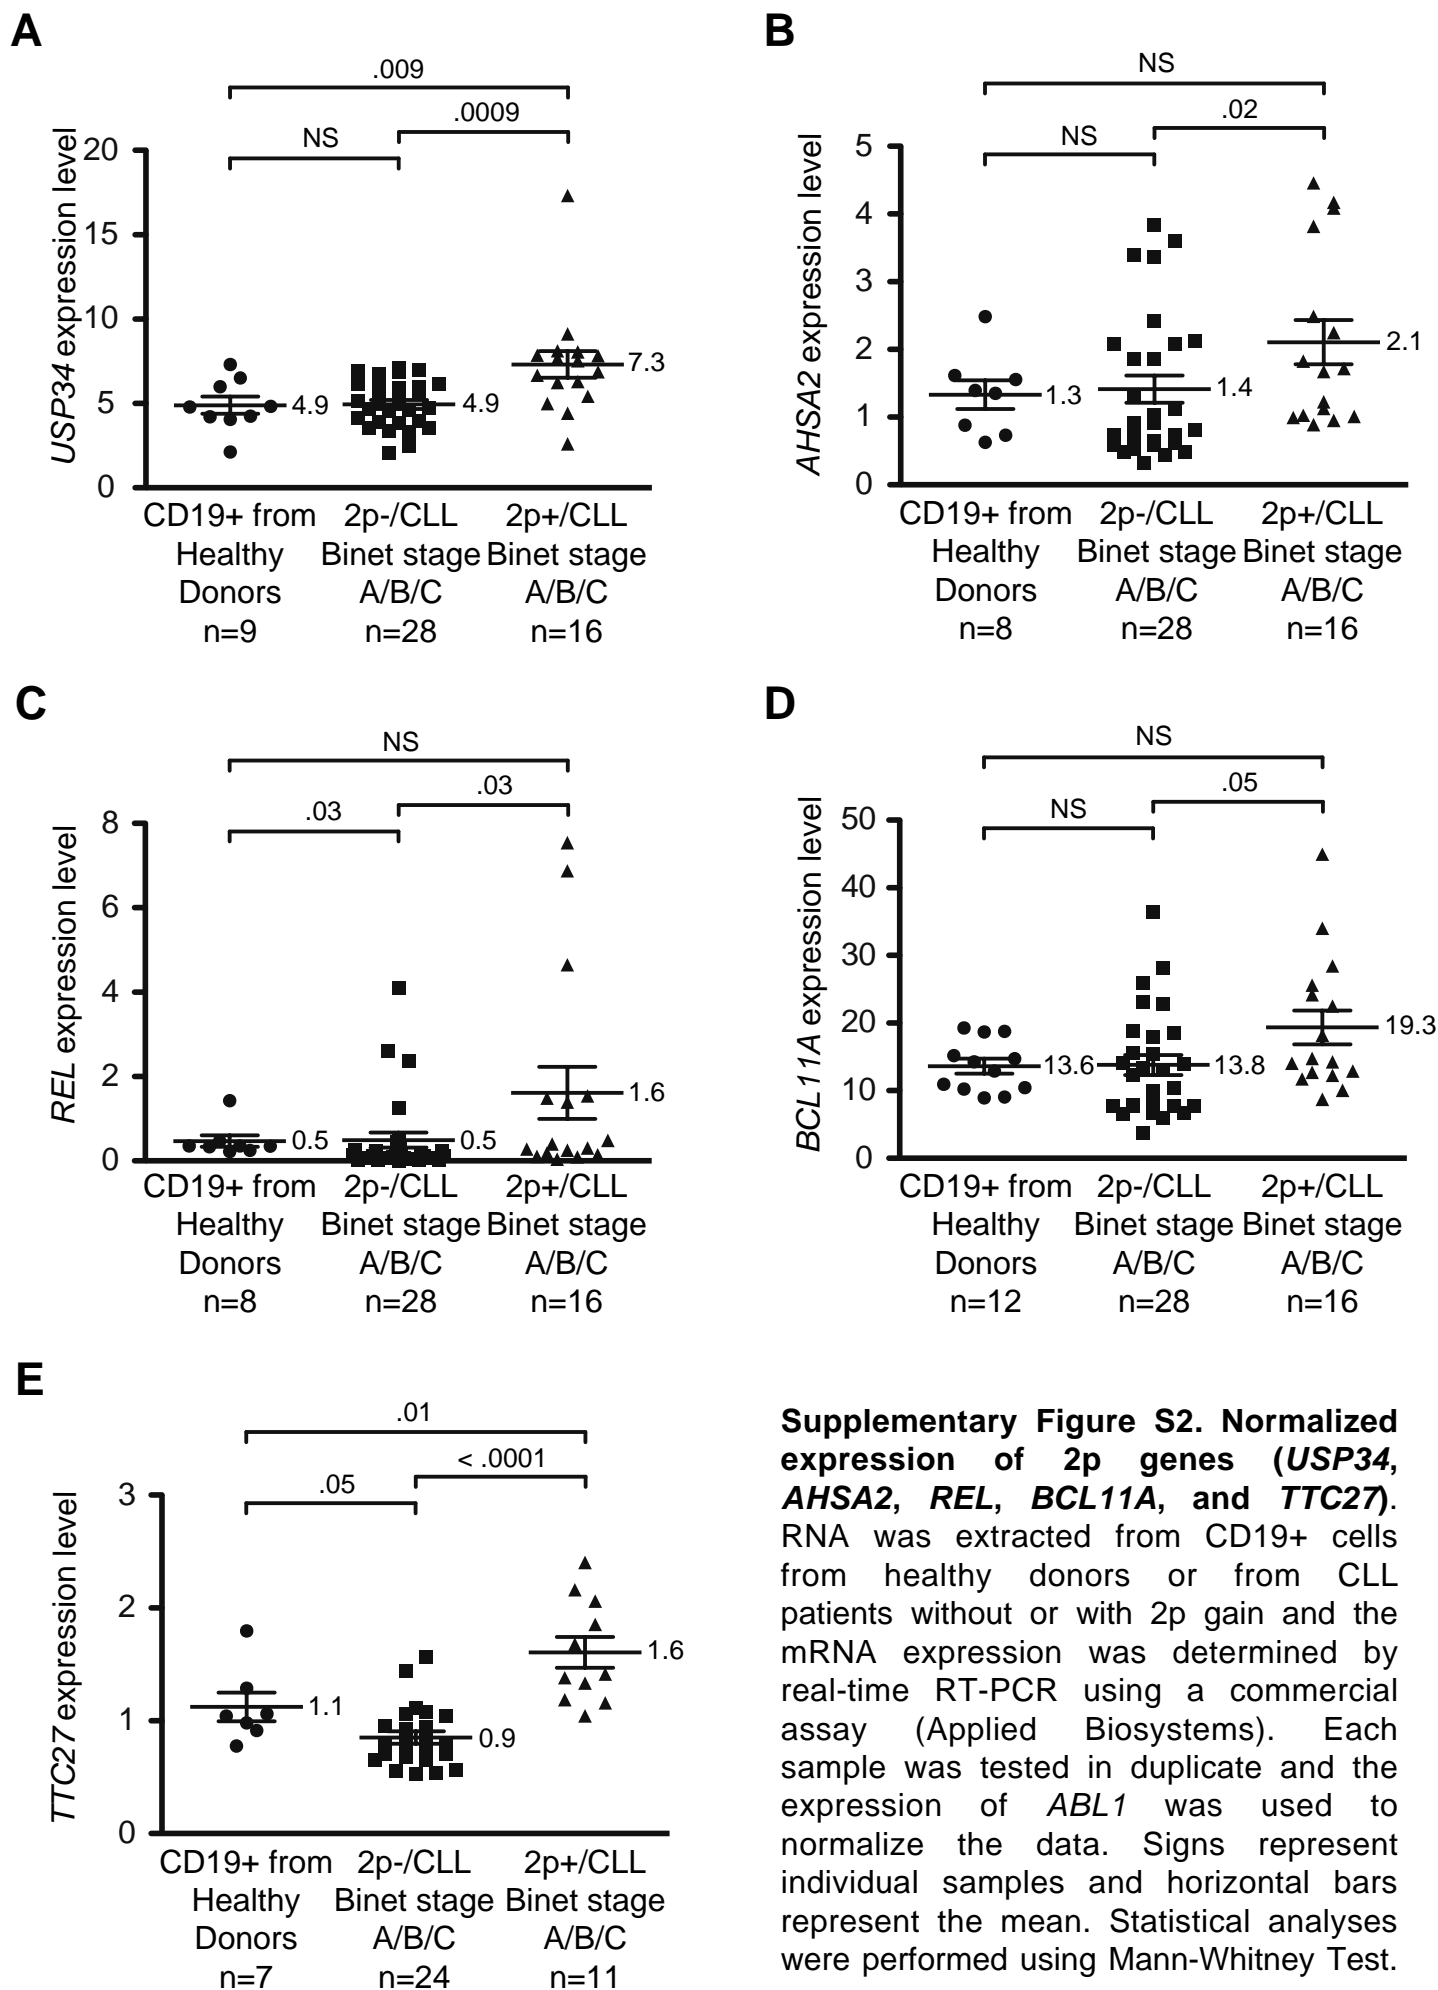 A
.009
.0009
NS
USP34 expression level
20
15
10
5
0
4.9
4.9
7.3
CD19+ from 2p-/CLL 2p+/CLL
Healthy Binet stage Binet stage
Donors A/B/C A/B/C
n=9 n=28 n=16
B
NS
.02
NS
AHSA2 expression level
5
4
3
2
1
0
1.3
1.4
2.1
CD19+ from 2p-/CLL 2p+/CLL
Healthy Binet stage Binet stage
Donors A/B/C A/B/C
n=8 n=28 n=16
C
NS
.03
.03
REL expression level
8
6
4
2
0
0.5
0.5
1.6
CD19+ from 2p-/CLL 2p+/CLL
Healthy Binet stage Binet stage
Donors A/B/C A/B/C
n=8 n=28 n=16
D
NS
.05
NS
BCL11A expression level
50
40
30
20
10
0
13.6
13.8
19.3
CD19+ from 2p-/CLL 2p+/CLL
Healthy Binet stage Binet stage
Donors A/B/C A/B/C
n=12 n=28 n=16
E
.01
< .0001
.05
TTC27 expression level
3
2
1
0
1.1
0.9
1.6
CD19+ from 2p-/CLL 2p+/CLL
Healthy Binet stage Binet stage
Donors A/B/C A/B/C
n=7 n=24 n=11
Supplementary Figure S2. Normalized
expression of 2p genes (USP34,
AHSA2, REL, BCL11A, and TTC27).
RNA was extracted from CD19+ cells
from healthy donors or from CLL
patients without or with 2p gain and the
mRNA expression was determined by
real-time RT-PCR using a commercial
assay (Applied Biosystems). Each
sample was tested in duplicate and the
expression of ABL1 was used to
normalize the data. Signs represent
individual samples and horizontal bars
represent the mean. Statistical analyses
were performed using Mann-Whitney Test.